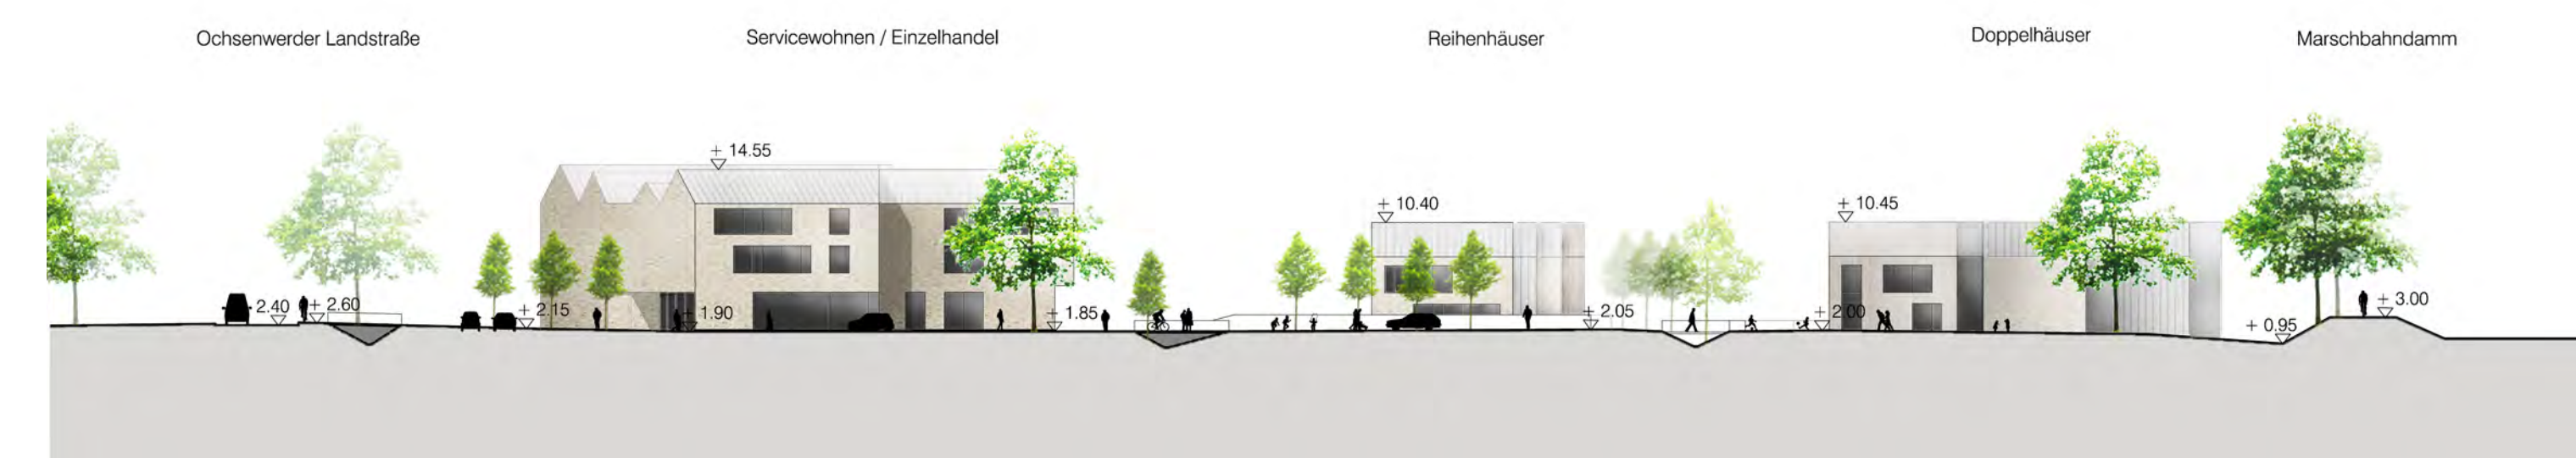 Ochsenwerder Landstraße
Servicewohnen / Einzelhandel
Reihenhäuser
Doppelhäuser
Marschbahndamm
+ 14.55
+ 10.40
+ 10.45
2.40
+ 2.60
+ 2.15
+ 1.90
+ 1.85
+ 2.05
+ 2.00
+ 0.95
+ 3.00